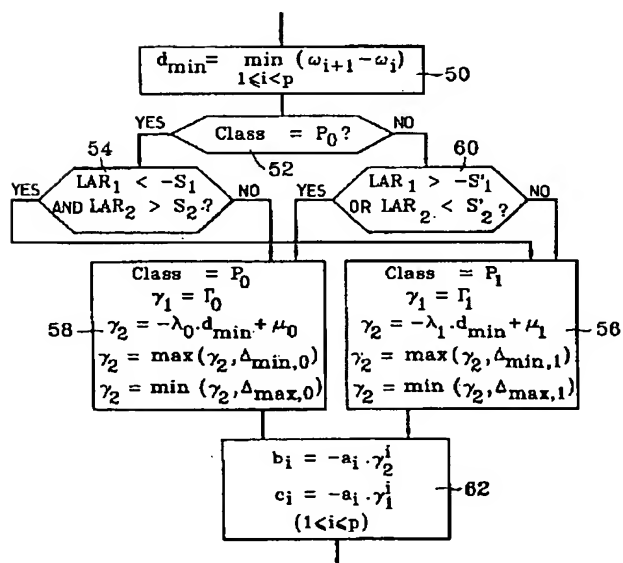 d_min = min (ω_{i+1} − ω_i)
1⩽i<p
50
YES
Class = P_0 ?
NO
52
54
60
YES
LAR_1 < -S_1
AND LAR_2 > S_2 ?
NO
YES
LAR_1 > -S'_1
OR LAR_2 < S'_2 ?
NO
Class = P_0
γ_1 = Γ_0
58
γ_2 = -λ_0 . d_min + μ_0
γ_2 = max (γ_2, Δ_min,0)
γ_2 = min (γ_2, Δ_max,0)
Class = P_1
γ_1 = Γ_1
γ_2 = -λ_1 . d_min + μ_1
56
γ_2 = max (γ_2, Δ_min,1)
γ_2 = min (γ_2, Δ_max,1)
b_i = -a_i . γ_2^i
c_i = -a_i . γ_1^i
62
(1⩽i⩽p)